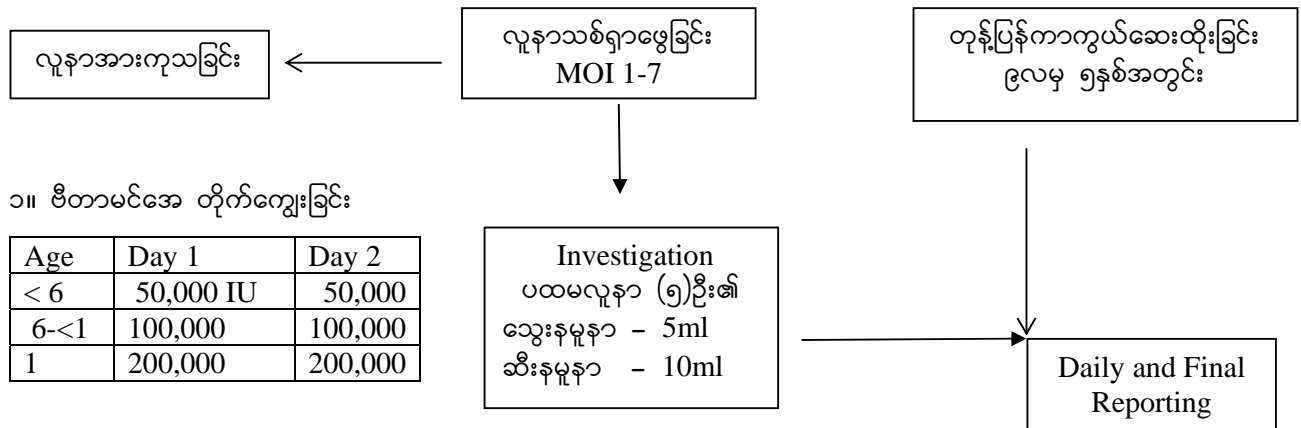 လူနာအားကုသခြင်း
လူနာသစ်ရှာဖွေခြင်း
MOI 1-7
တုန့်ပြန်ကာကွယ်ဆေးထိုးခြင်း
၉လမှ ၅နှစ်အတွင်း
၁။ ဗီတာမင်အေ တိုက်ကျွေးခြင်း
Age Day 1 Day 2
< 6 50,000 IU 50,000
6-<1 100,000 100,000
1 200,000 200,000
Investigation
ပထမလူနာ (၅)ဦး၏
သွေးနမူနာ – 5ml
ဆီးနမူနာ – 10ml
Daily and Final
Reporting